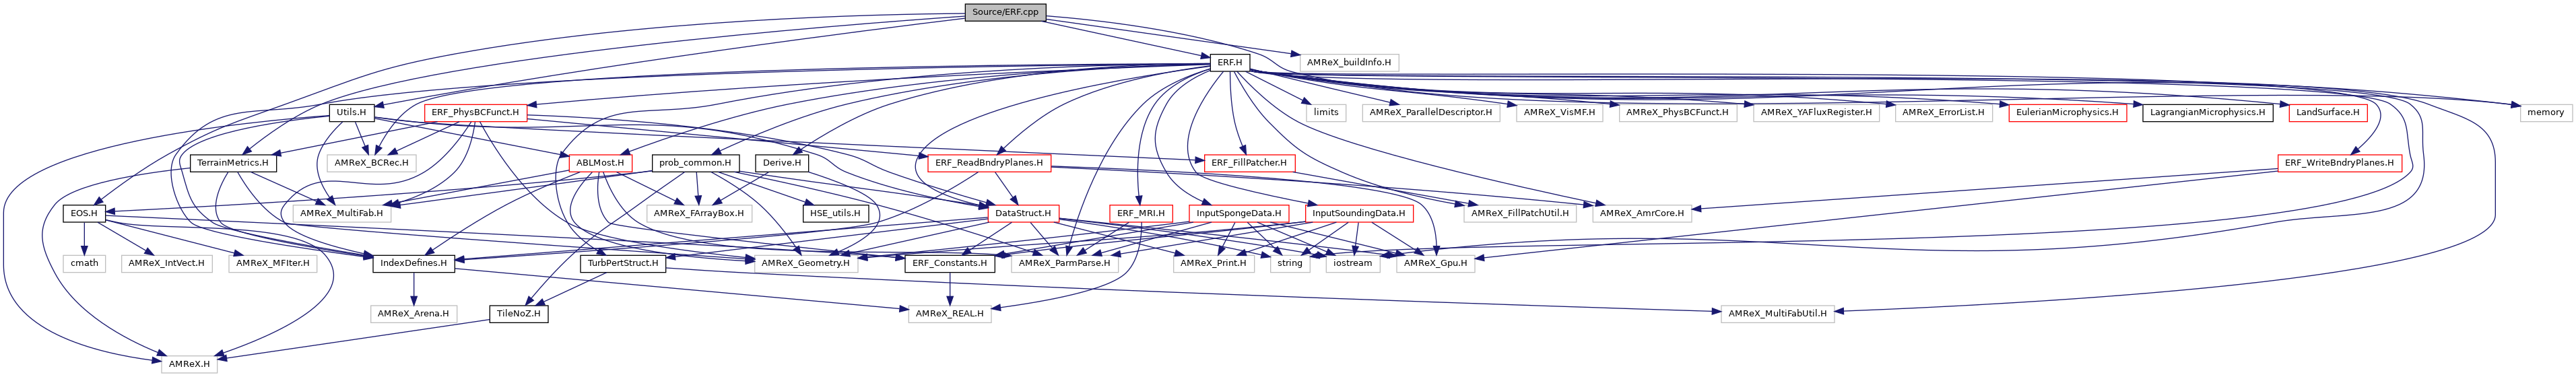 Source/ERF.cpp
ERF.H
AMReX_buildInfo.H
Utils.H
ERF_PhysBCFunct.H
limits
AMReX_ParallelDescriptor.H
AMReX_VisMF.H
AMReX_PhysBCFunct.H
AMReX_YAFluxRegister.H
AMReX_ErrorList.H
EulerianMicrophysics.H
LagrangianMicrophysics.H
LandSurface.H
memory
TerrainMetrics.H
AMReX_BCRec.H
ABLMost.H
prob_common.H
Derive.H
ERF_ReadBndryPlanes.H
ERF_FillPatcher.H
ERF_WriteBndryPlanes.H
EOS.H
AMReX_MultiFab.H
AMReX_FArrayBox.H
HSE_utils.H
DataStruct.H
ERF_MRI.H
InputSpongeData.H
InputSoundingData.H
AMReX_FillPatchUtil.H
AMReX_AmrCore.H
cmath
AMReX_IntVect.H
AMReX_MFIter.H
IndexDefines.H
TurbPertStruct.H
AMReX_Geometry.H
ERF_Constants.H
AMReX_ParmParse.H
AMReX_Print.H
string
iostream
AMReX_Gpu.H
AMReX_Arena.H
TileNoZ.H
AMReX_REAL.H
AMReX_MultiFabUtil.H
AMReX.H